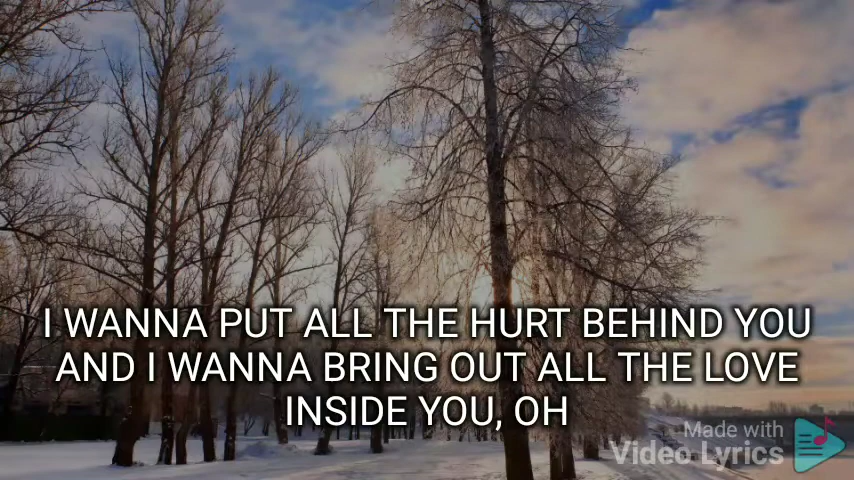 I WANNA PUT ALL THE HURT BEHIND YOU
AND I WANNA BRING OUT ALL THE LOVE
INSIDE YOU, OH
Made with
Video Lyrics